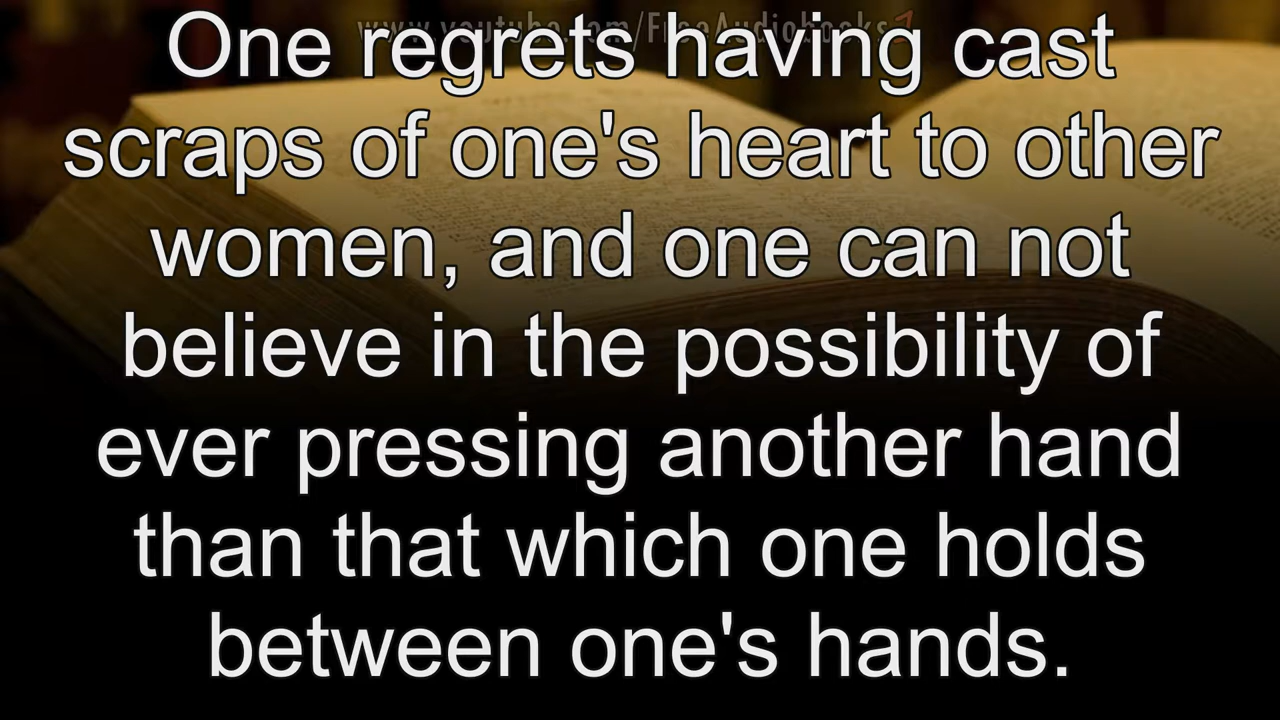 www.youtube.com/FreeAudiobooks1
One regrets having cast
scraps of one's heart to other
women, and one can not
believe in the possibility of
ever pressing another hand
than that which one holds
between one's hands.